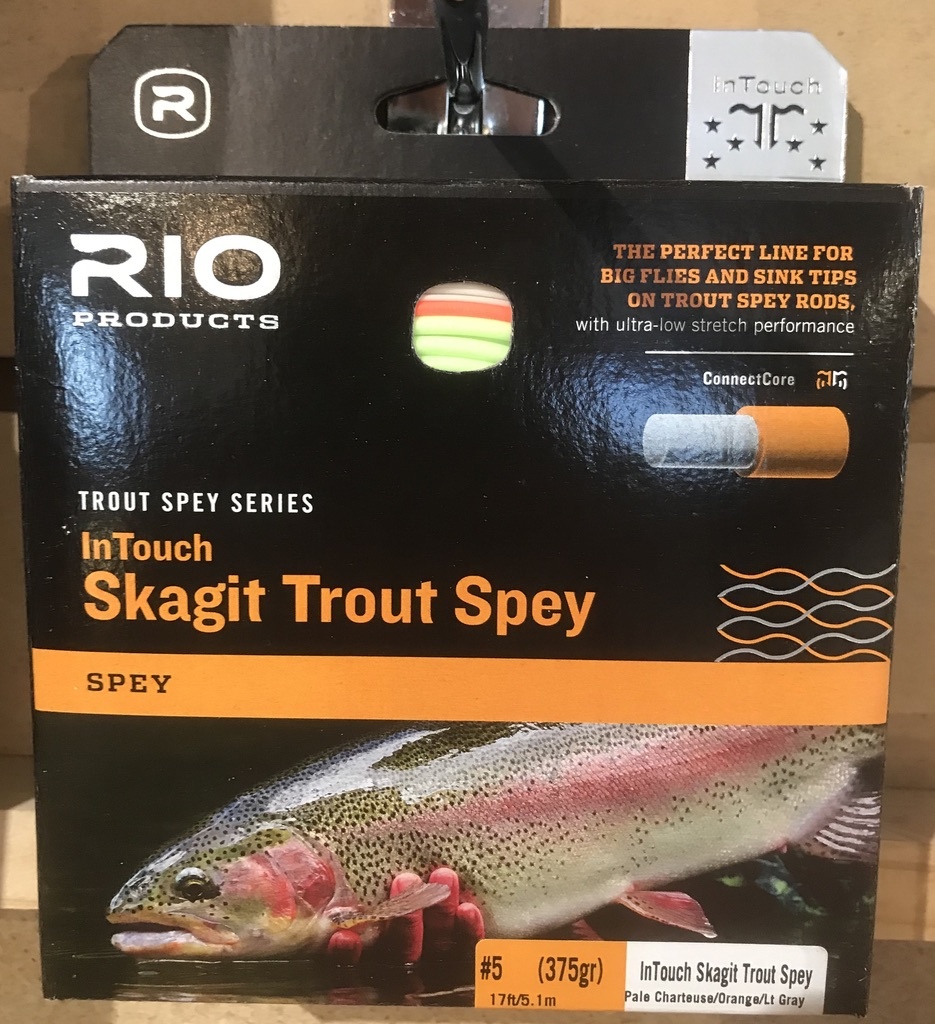 R
InTouch
RIO
PRODUCTS
THE PERFECT LINE FOR
BIG FLIES AND SINK TIPS
ON TROUT SPEY RODS,
with ultra-low stretch performance
ConnectCore
TROUT SPEY SERIES
InTouch
Skagit Trout Spey
SPEY
#5 (375gr)
17ft/5.1m
InTouch Skagit Trout Spey
Pale Charteuse/Orange/Lt Gray